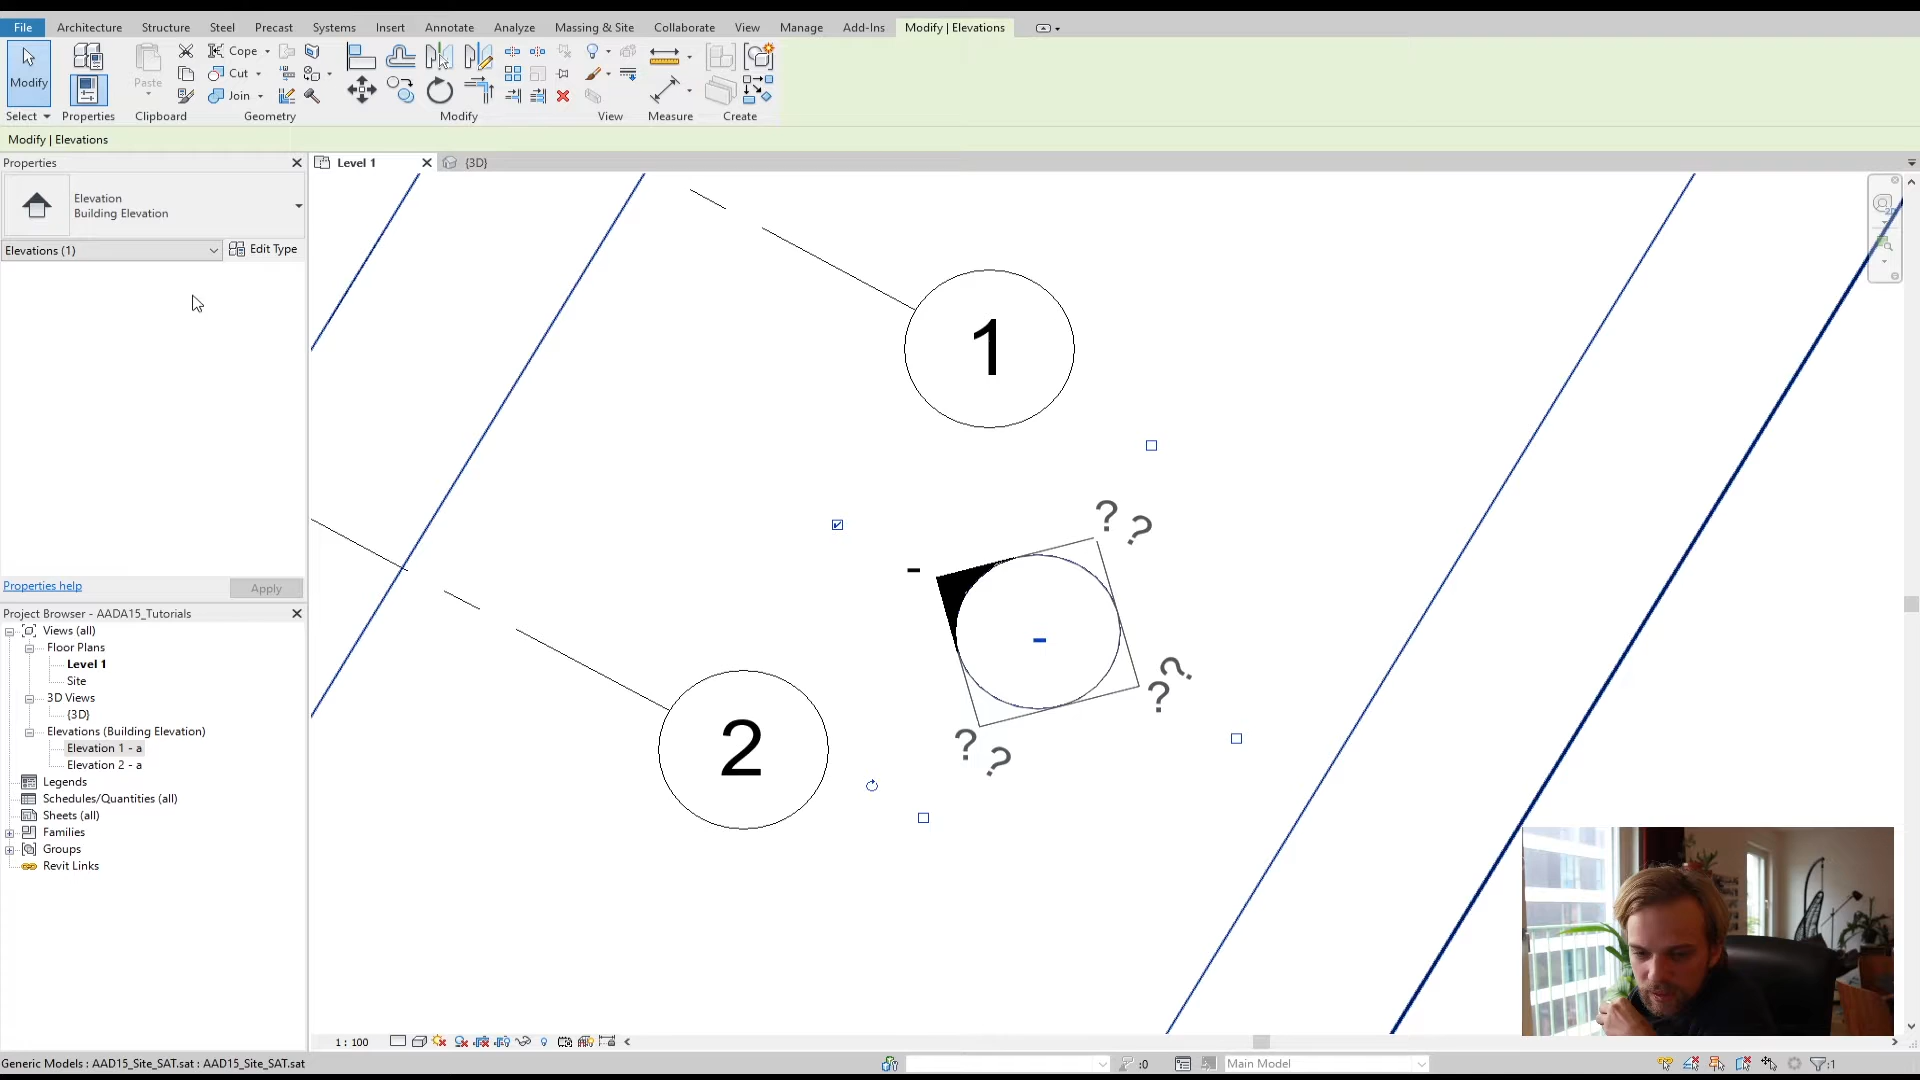 File Architecture Structure Steel Precast Systems Insert Annotate Analyze Massing & Site Collaborate View Manage Add-Ins Modify | Elevations
Modify
Paste
Cope
Cut
Join
Select Properties Clipboard Geometry Modify View Measure Create
Modify | Elevations
Properties
Level 1
{3D}
Elevation
Building Elevation
Elevations (1)
Edit Type
1
? ?
-
-
? ?
2
? ?
Properties help
Apply
Project Browser - AADA15_Tutorials
Views (all)
Floor Plans
Level 1
Site
3D Views
{3D}
Elevations (Building Elevation)
Elevation 1 - a
Elevation 2 - a
Legends
Schedules/Quantities (all)
Sheets (all)
Families
Groups
Revit Links
1 : 100
Generic Models : AAD15_Site_SAT.sat : AAD15_Site_SAT.sat
:0
Main Model
:1